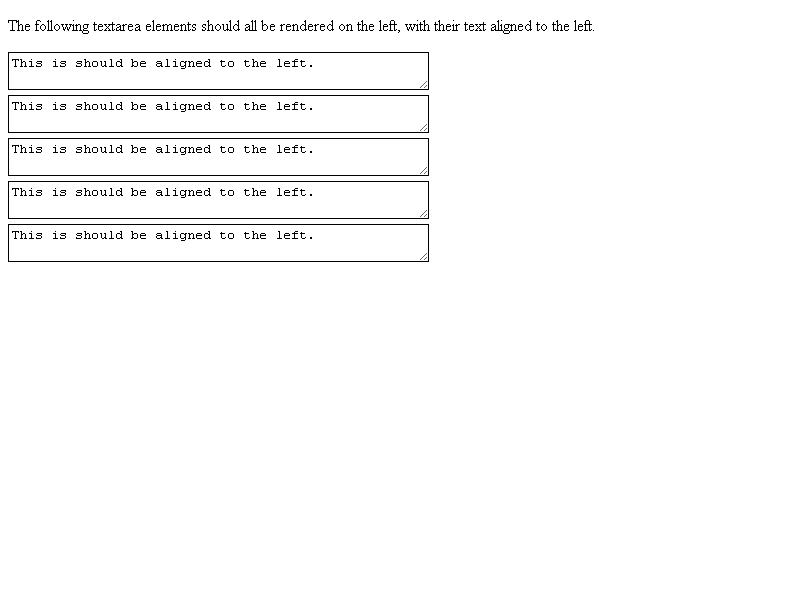 The following textarea elements should all be rendered on the left, with their text aligned to the left.
This is should be aligned to the left.
This is should be aligned to the left.
This is should be aligned to the left.
This is should be aligned to the left.
This is should be aligned to the left.